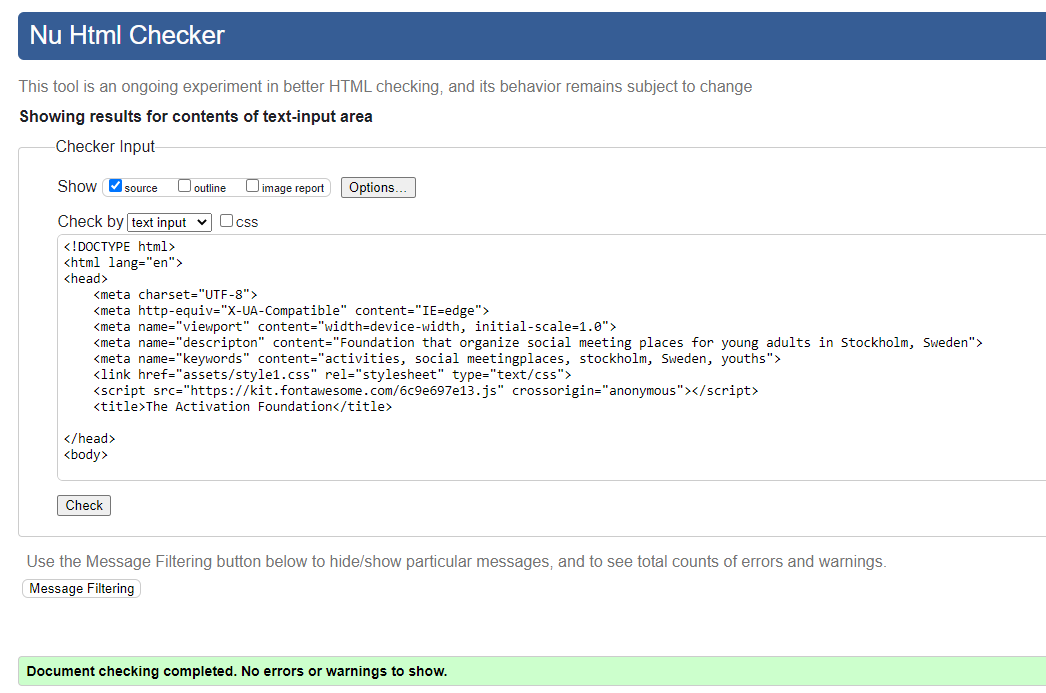 Nu Html Checker
This tool is an ongoing experiment in better HTML checking, and its behavior remains subject to change
Showing results for contents of text-input area
Checker Input
Show source outline image report Options...
Check by text input css
<!DOCTYPE html>
<html lang="en">
<head>
    <meta charset="UTF-8">
    <meta http-equiv="X-UA-Compatible" content="IE=edge">
    <meta name="viewport" content="width=device-width, initial-scale=1.0">
    <meta name="descripton" content="Foundation that organize social meeting places for young adults in Stockholm, Sweden">
    <meta name="keywords" content="activities, social meetingplaces, stockholm, Sweden, youths">
    <link href="assets/style1.css" rel="stylesheet" type="text/css">
    <script src="https://kit.fontawesome.com/6c9e697e13.js" crossorigin="anonymous"></script>
    <title>The Activation Foundation</title>
</head>
<body>
Check
Use the Message Filtering button below to hide/show particular messages, and to see total counts of errors and warnings.
Message Filtering
Document checking completed. No errors or warnings to show.